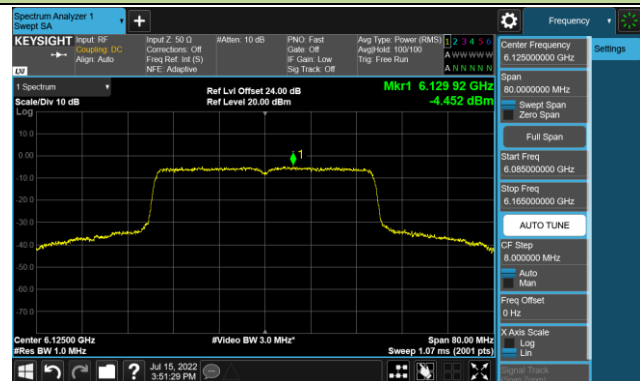 Spectrum Analyzer 1
Swept SA
Frequency
KEYSIGHT
Input: RF
Coupling: DC
Align: Auto
Input Z: 50 Ω
Corrections: Off
Freq Ref: Int (S)
NFE: Adaptive
#Atten: 10 dB
PNO: Fast
Gate: Off
IF Gain: Low
Sig Track: Off
Avg Type: Power (RMS)
Avg|Hold: 100/100
Trig: Free Run
1 2 3 4 5 6
A W W W W W
A N N N N N
LXI
1 Spectrum
Scale/Div 10 dB
Log
Ref Lvl Offset 24.00 dB
Ref Level 20.00 dBm
Mkr1 6.129 92 GHz
-4.452 dBm
1
10.0
0.00
-10.0
-20.0
-30.0
-40.0
-50.0
-60.0
-70.0
Center 6.12500 GHz
#Res BW 1.0 MHz
#Video BW 3.0 MHz*
Span 80.00 MHz
Sweep 1.07 ms (2001 pts)
Jul 15, 2022
3:51:29 PM
Center Frequency
6.125000000 GHz
Settings
Span
80.0000000 MHz
Swept Span
Zero Span
Full Span
Start Freq
6.085000000 GHz
Stop Freq
6.165000000 GHz
AUTO TUNE
CF Step
8.000000 MHz
Auto
Man
Freq Offset
0 Hz
X Axis Scale
Log
Lin
Signal Track
(Span Zoom)